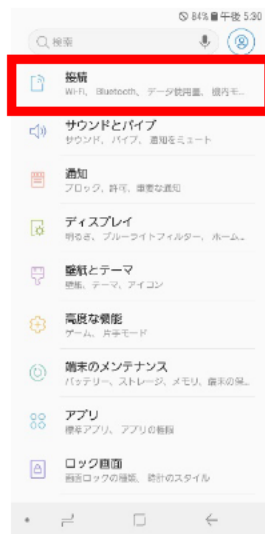 84% 午後 5:30
検索
接続
Wi-Fi、 Bluetooth、 データ使用量、 機内モ...
サウンドとバイブ
サウンド、 バイブ、 通知をミュート
通知
ブロック、許可、重要な通知
ディスプレイ
明るさ、 ブルーライトフィルター、 ホーム...
壁紙とテーマ
壁紙、 テーマ、 アイコン
高度な機能
ゲーム、 片手モード
端末のメンテナンス
バッテリー、 ストレージ、 メモリ、 端末の保...
アプリ
標準アプリ、 アプリの権限
ロック画面
画面ロックの種類、 時計のスタイル